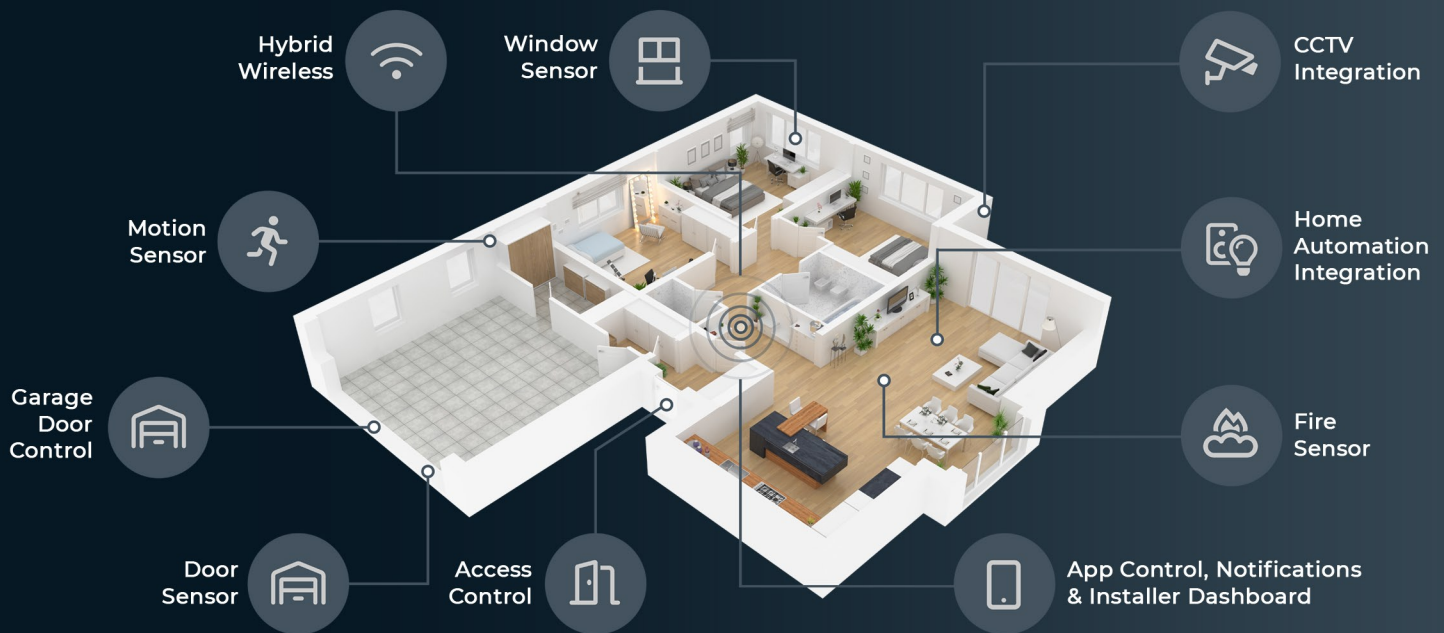 Hybrid
Wireless
Window
Sensor
CCTV
Integration
Motion
Sensor
Home
Automation
Integration
Garage
Door
Control
Fire
Sensor
Door
Sensor
Access
Control
App Control, Notifications
& Installer Dashboard